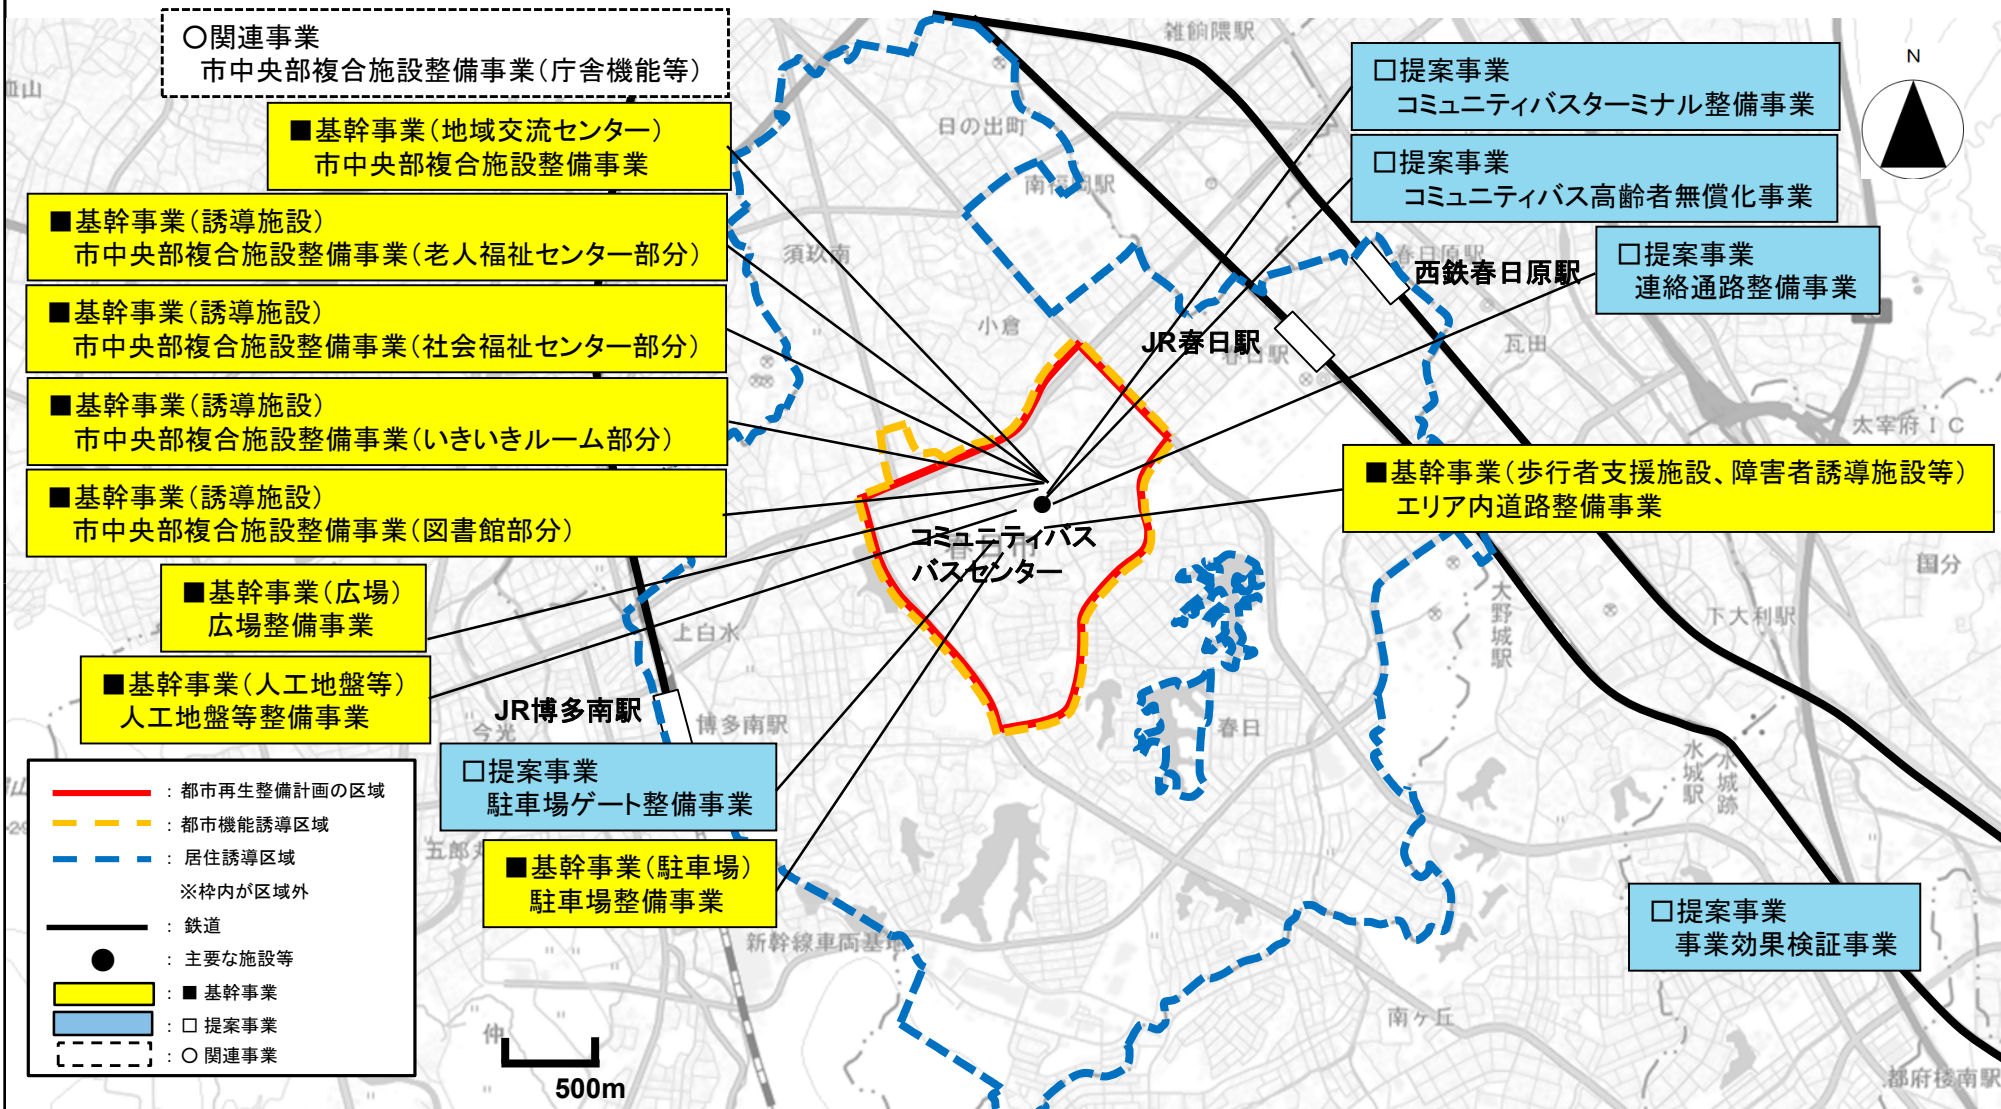 ○関連事業
市中央部複合施設整備事業(庁舎機能等)
■基幹事業(地域交流センター)
市中央部複合施設整備事業
■基幹事業(誘導施設)
市中央部複合施設整備事業(老人福祉センター部分)
■基幹事業(誘導施設)
市中央部複合施設整備事業(社会福祉センター部分)
■基幹事業(誘導施設)
市中央部複合施設整備事業(いきいきルーム部分)
■基幹事業(誘導施設)
市中央部複合施設整備事業(図書館部分)
■基幹事業(広場)
広場整備事業
■基幹事業(人工地盤等)
人工地盤等整備事業
□提案事業
駐車場ゲート整備事業
■基幹事業(駐車場)
駐車場整備事業
□提案事業
コミュニティバスターミナル整備事業
□提案事業
コミュニティバス高齢者無償化事業
□提案事業
連絡通路整備事業
■基幹事業(歩行者支援施設、障害者誘導施設等)
エリア内道路整備事業
□提案事業
事業効果検証事業
N
西鉄春日原駅
JR春日駅
JR博多南駅
コミュニティバス
バスセンター
雑餉隈駅
日の出町
南福岡駅
須玖南
小倉
春日原駅
春日駅
瓦田
太宰府IC
国分
下大利駅
大野城駅
水城駅
水城跡
都府楼南駅
南ヶ丘
春日
春日市
上白水
博多南駅
今光
仲
新幹線車両基地
: 都市再生整備計画の区域
: 都市機能誘導区域
: 居住誘導区域
※枠内が区域外
: 鉄道
: 主要な施設等
: ■ 基幹事業
: □ 提案事業
: ○ 関連事業
500m